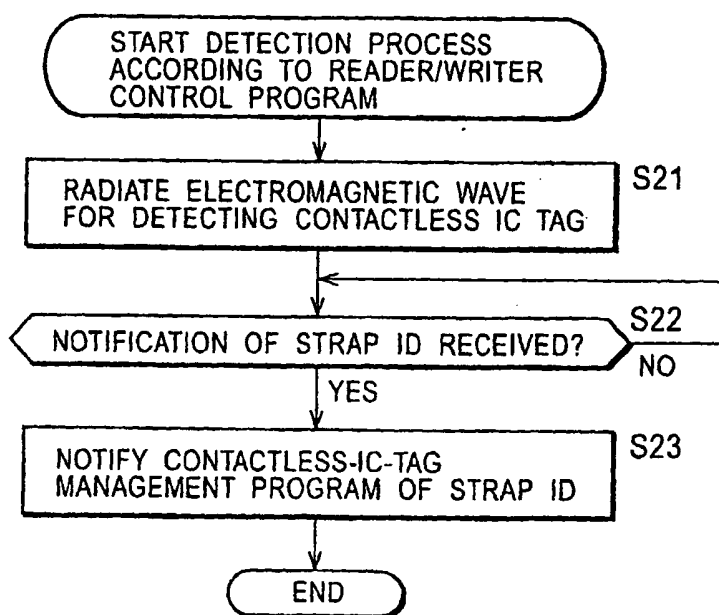 START DETECTION PROCESS
ACCORDING TO READER/WRITER
CONTROL PROGRAM
S21
RADIATE ELECTROMAGNETIC WAVE
FOR DETECTING CONTACTLESS IC TAG
S22
NOTIFICATION OF STRAP ID RECEIVED?
NO
YES
S23
NOTIFY CONTACTLESS-IC-TAG
MANAGEMENT PROGRAM OF STRAP ID
END